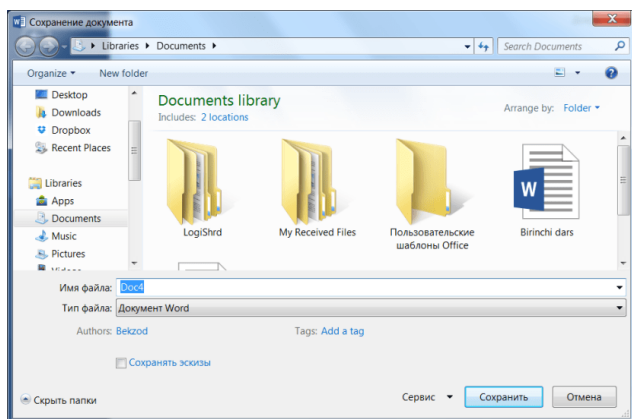 Сохранение документа
Libraries Documents
Search Documents
Organize New folder
Desktop
Downloads
Dropbox
Recent Places
Libraries
Apps
Documents
Music
Pictures
Documents library
Includes: 2 locations
Arrange by: Folder
LogiShrd
My Received Files
Пользовательские
шаблоны Office
W
Birinchi dars
Имя файла: Doc4
Тип файла: Документ Word
Authors: Bekzod Tags: Add a tag
Сохранять эскизы
Скрыть папки
Сервис Сохранить Отмена